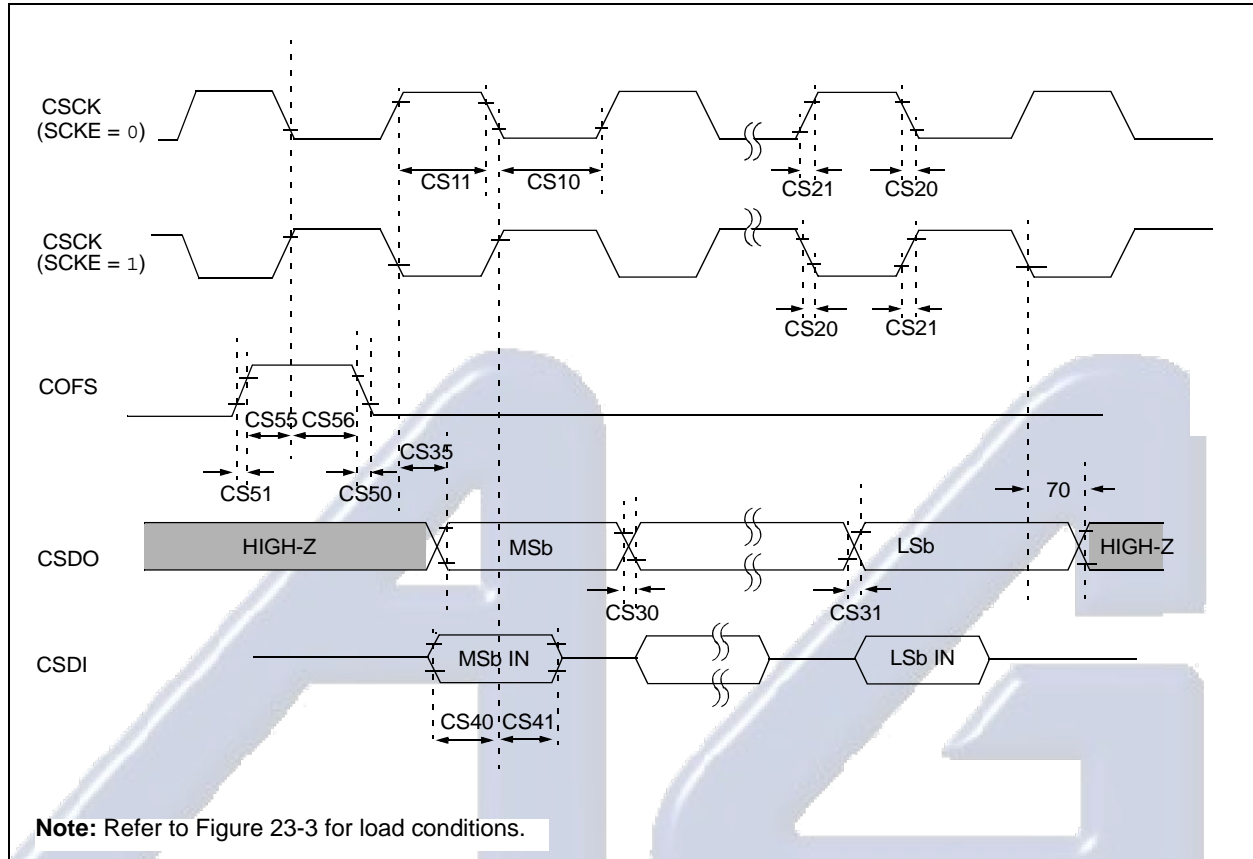 CSCK
(SCKE = 0)
CS11 CS10 CS21 CS20
CSCK
(SCKE = 1)
CS20 CS21
COFS
CS55 CS56
CS35
CS51 CS50
70
CSDO
HIGH-Z MSb LSb HIGH-Z
CS30 CS31
CSDI
MSb IN LSb IN
CS40 CS41
Note: Refer to Figure 23-3 for load conditions.